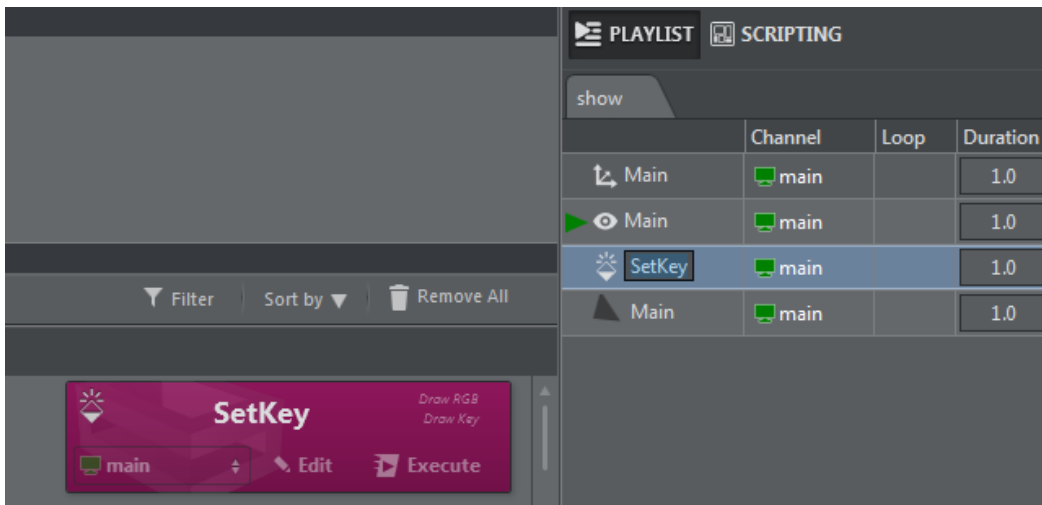 PLAYLIST SCRIPTING
show
Channel Loop Duration
Main main 1.0
Main main 1.0
SetKey main 1.0
Main main 1.0
Filter Sort by Remove All
SetKey
Draw RGB
Draw Key
main Edit Execute